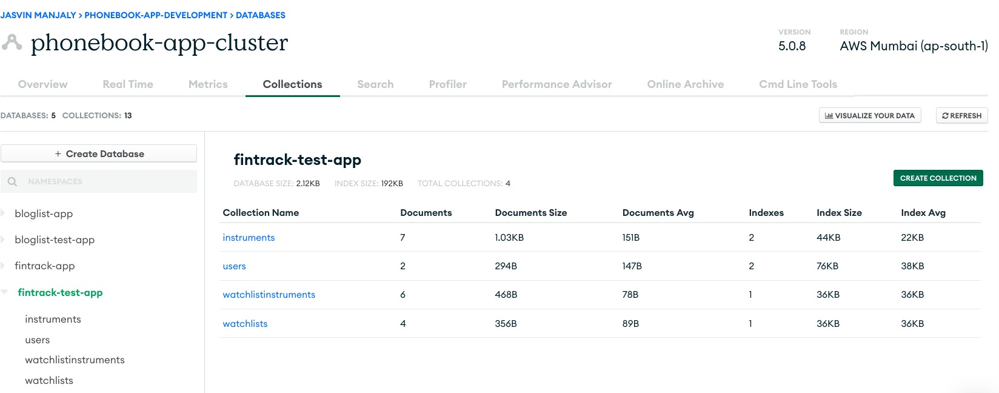 JASVIN MANJALY > PHONEBOOK-APP-DEVELOPMENT > DATABASES
phonebook-app-cluster
VERSION
5.0.8
REGION
AWS Mumbai (ap-south-1)
Overview Real Time Metrics Collections Search Profiler Performance Advisor Online Archive Cmd Line Tools
DATABASES: 5 COLLECTIONS: 13
VISUALIZE YOUR DATA
REFRESH
+ Create Database
NAMESPACES
bloglist-app
bloglist-test-app
fintrack-app
fintrack-test-app
instruments
users
watchlistinstruments
watchlists
fintrack-test-app
DATABASE SIZE: 2.12KB INDEX SIZE: 192KB TOTAL COLLECTIONS: 4
CREATE COLLECTION
Collection Name Documents Documents Size Documents Avg Indexes Index Size Index Avg
instruments 7 1.03KB 151B 2 44KB 22KB
users 2 294B 147B 2 76KB 38KB
watchlistinstruments 6 468B 78B 1 36KB 36KB
watchlists 4 356B 89B 1 36KB 36KB